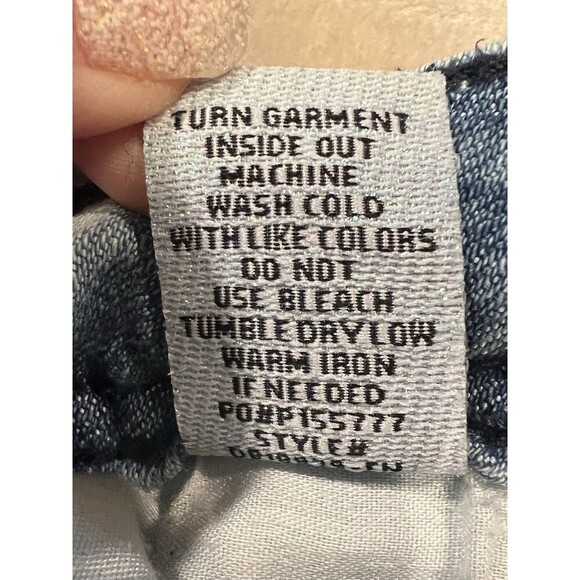 TURN GARMENT
INSIDE OUT
MACHINE
WASH COLD
WITH LIKE COLORS
DO NOT
USE BLEACH
TUMBLE DRY LOW
WARM IRON
IF NEEDED
PO#P155777
STYLE#